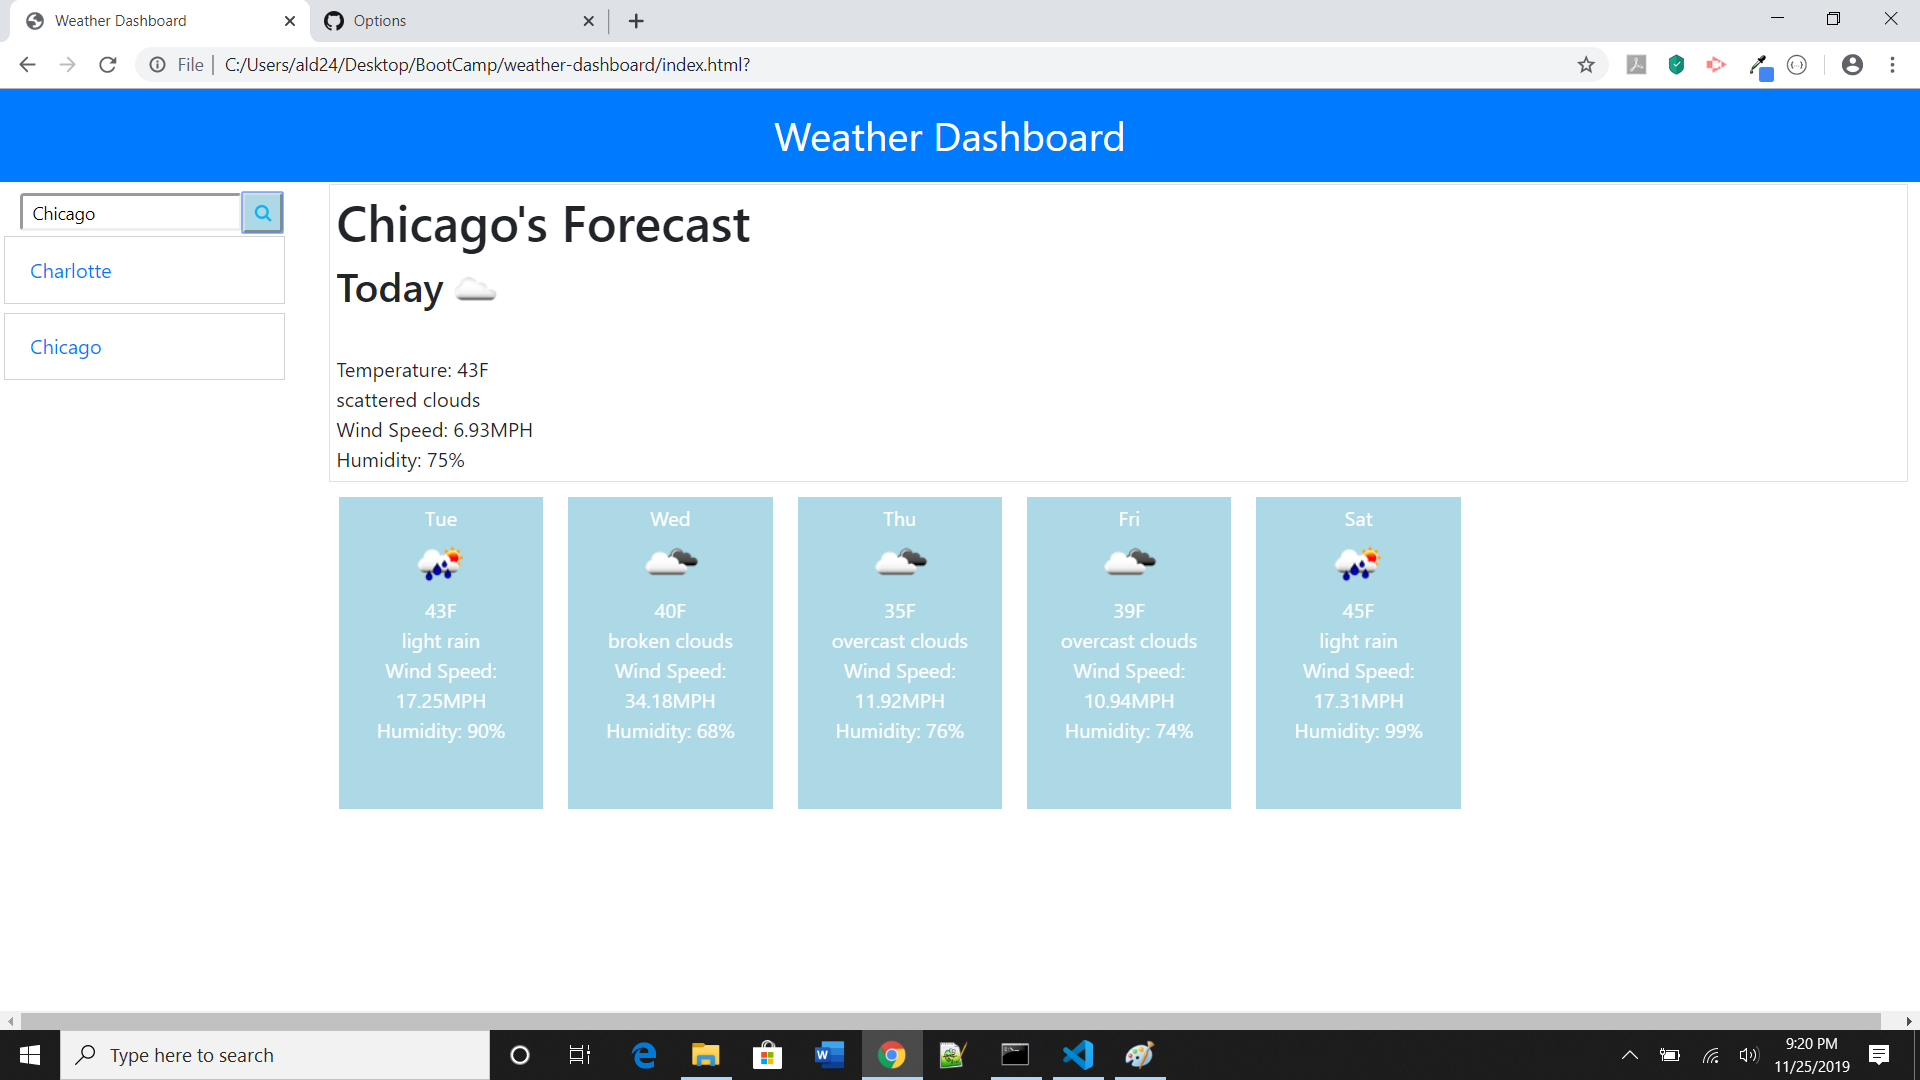 Weather Dashboard
Options
File
C:/Users/ald24/Desktop/BootCamp/weather-dashboard/index.html?
Weather Dashboard
Chicago
Charlotte
Chicago
Chicago's Forecast
Today
Temperature: 43F
scattered clouds
Wind Speed: 6.93MPH
Humidity: 75%
Tue
43F
light rain
Wind Speed:
17.25MPH
Humidity: 90%
Wed
40F
broken clouds
Wind Speed:
34.18MPH
Humidity: 68%
Thu
35F
overcast clouds
Wind Speed:
11.92MPH
Humidity: 76%
Fri
39F
overcast clouds
Wind Speed:
10.94MPH
Humidity: 74%
Sat
45F
light rain
Wind Speed:
17.31MPH
Humidity: 99%
Type here to search
9:20 PM
11/25/2019